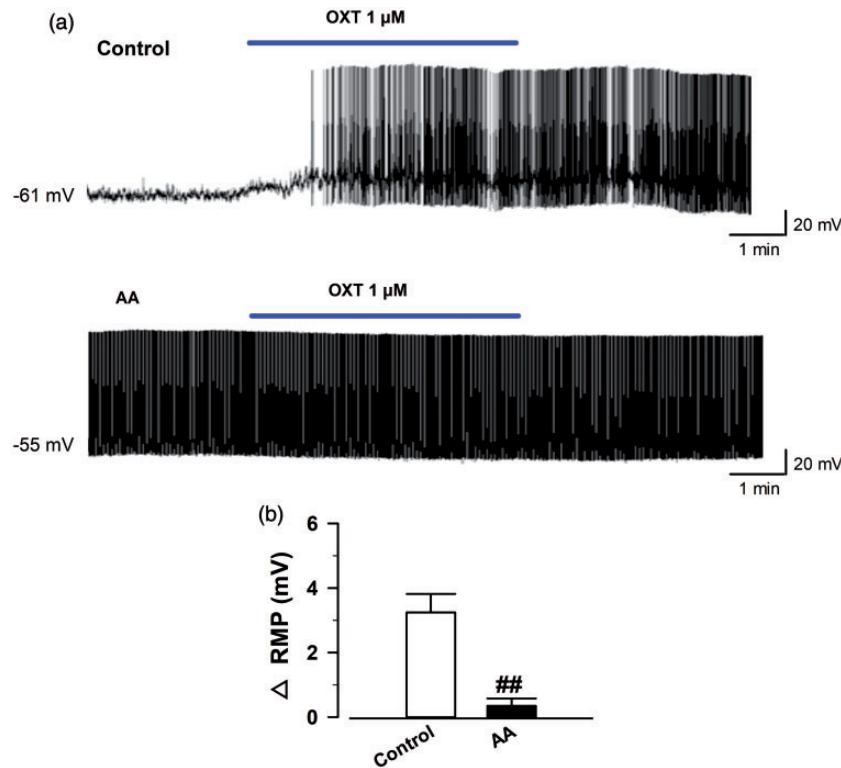 (a)
OXT 1 µM
Control
-61 mV
20 mV
1 min
AA
OXT 1 µM
-55 mV
20 mV
1 min
(b)
△ RMP (mV)
6
4
2
0
##
Control
AA